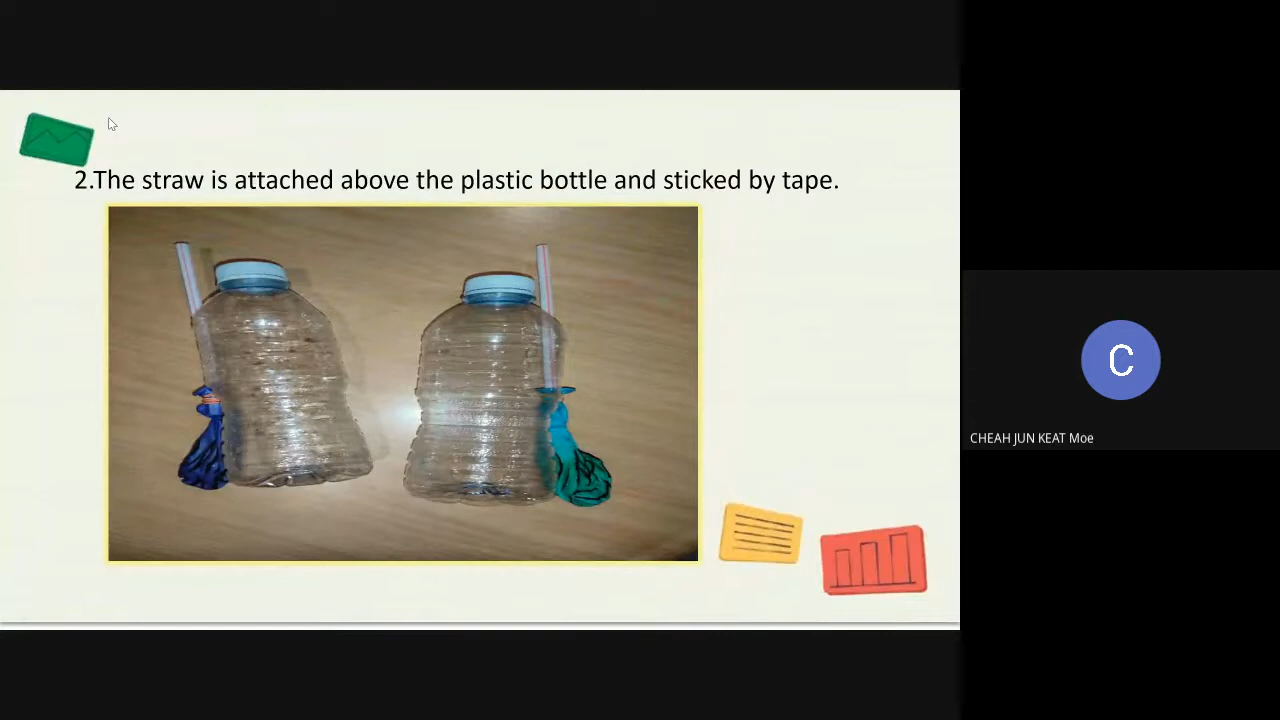 2.The straw is attached above the plastic bottle and sticked by tape.
C
CHEAH JUN KEAT Moe